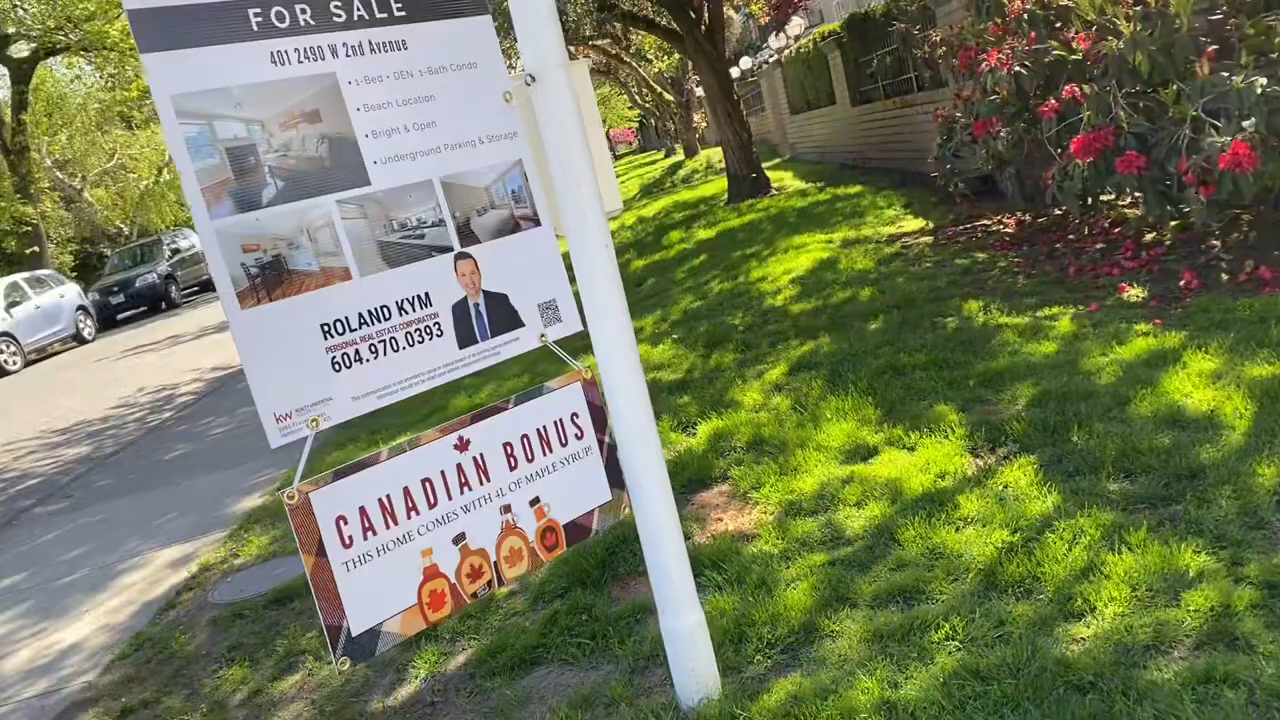 FOR SALE
401 2490 W 2nd Avenue
• 1-Bed + DEN 1-Bath Condo
• Beach Location
• Bright & Open
• Underground Parking & Storage
ROLAND KYM
PERSONAL REAL ESTATE CORPORATION
604.970.0393
kw REALTY VANCENTRAL
CANADIAN BONUS
THIS HOME COMES WITH 4L OF MAPLE SYRUP!